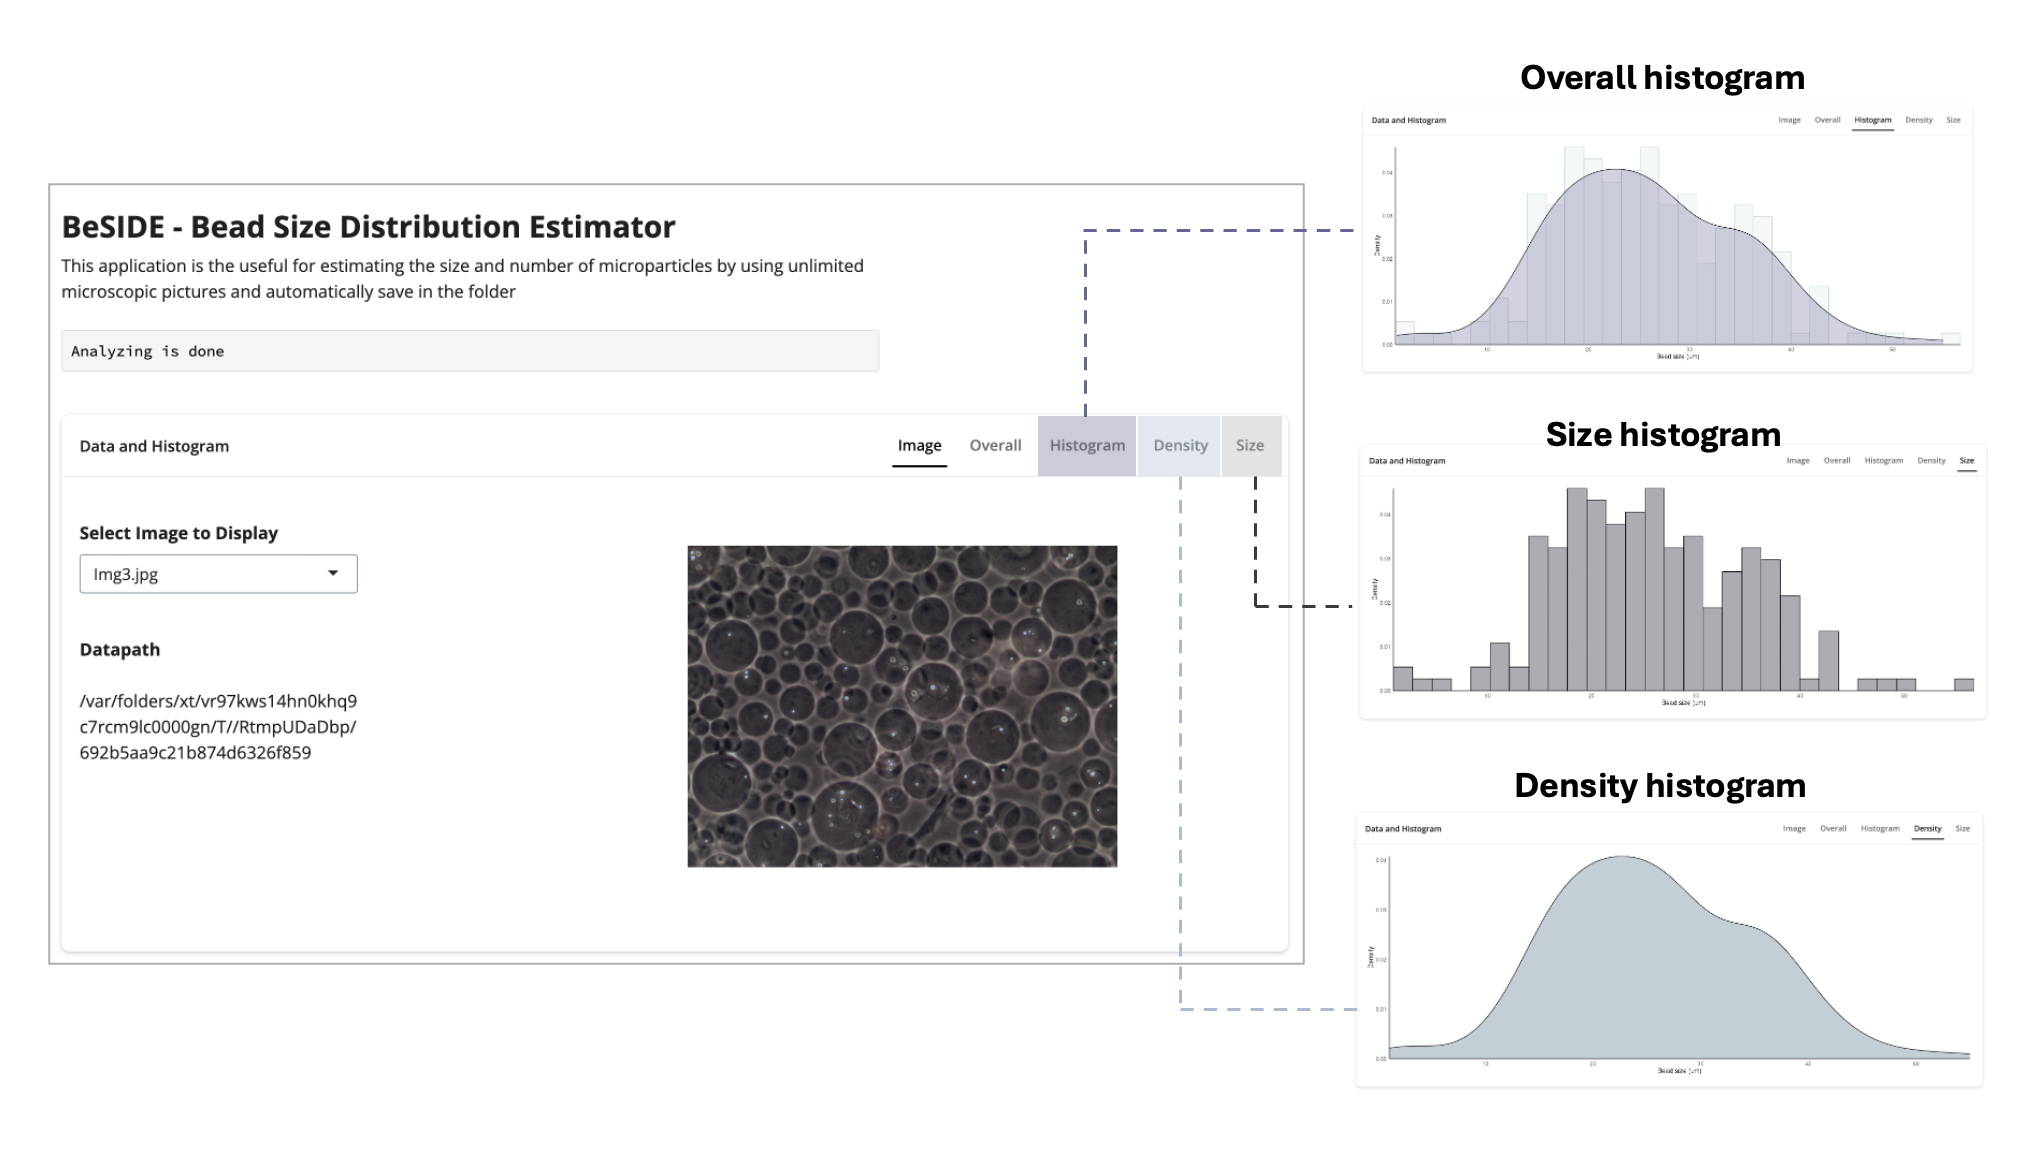 BeSIDE - Bead Size Distribution Estimator
This application is the useful for estimating the size and number of microparticles by using unlimited
microscopic pictures and automatically save in the folder
Analyzing is done
Data and Histogram Image Overall Histogram Density Size
Select Image to Display
Img3.jpg
Datapath
/var/folders/xt/vr97kws14hn0khq9
c7rcm9lc0000gn/T//RtmpUDaDbp/
692b5aa9c21b874d6326f859
Overall histogram
Data and Histogram Image Overall Histogram Density Size
0.04
0.03
0.02
0.01
0.00
Density
10 20 30 40 50
Bead size (um)
Size histogram
Data and Histogram Image Overall Histogram Density Size
0.04
0.03
0.02
0.01
0.00
Density
10 20 30 40 50
Bead size (um)
Density histogram
Data and Histogram Image Overall Histogram Density Size
0.04
0.03
0.02
0.01
0.00
Density
10 20 30 40 50
Bead size (um)